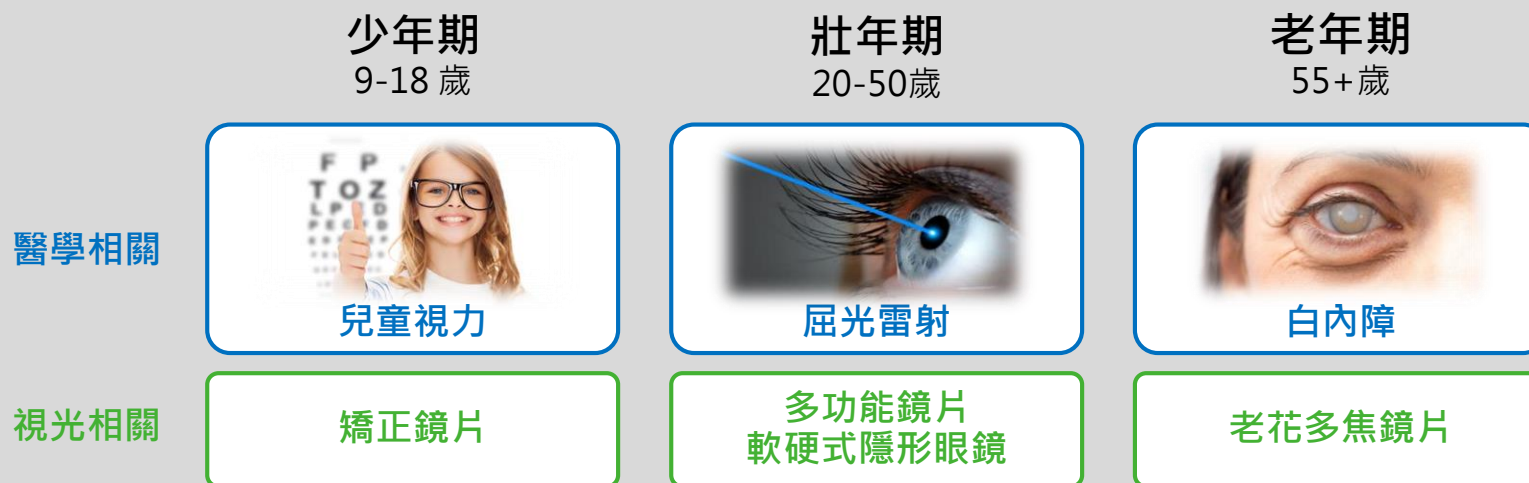 少年期
9-18 歲
壯年期
20-50歲
老年期
55+歲
醫學相關
F P
T O Z
L P E D
P E C F D
兒童視力
屈光雷射
白內障
視光相關
矯正鏡片
多功能鏡片
軟硬式隱形眼鏡
老花多焦鏡片